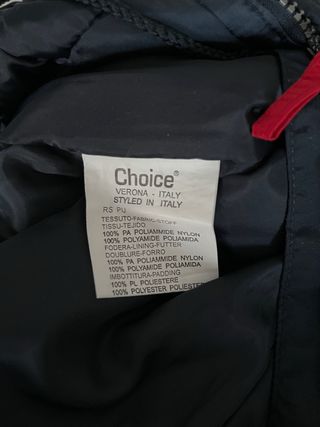 Choice®
VERONA - ITALY
STYLED IN ITALY
RS PIJ
TESSUTO-FABRIC-STOFF
TISSU-TEJIDO
100% PA POLIAMMIDE NYLON
100% POLYAMIDE POLIAMIDA
FODERA-LINING-FUTTER
DOUBLURE-FORRO
100% PA POLIAMMIDE NYLON
100% POLYAMIDE POLIAMIDA
IMBOTTITURA-PADDING
100% PL POLIESTERE
100% POLYESTER POLIESTER